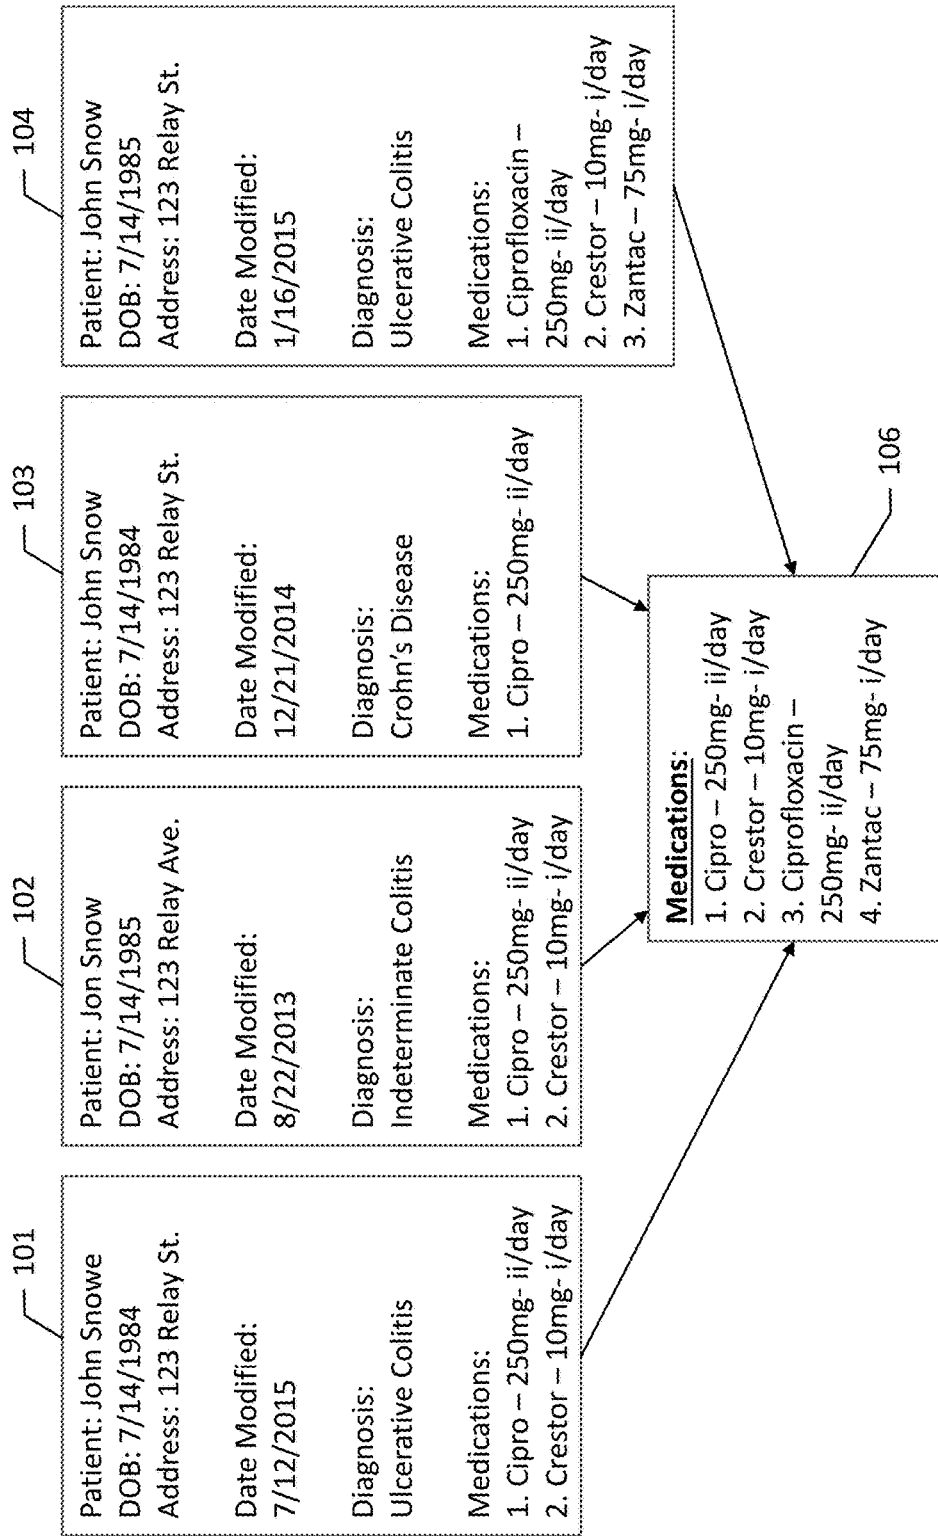 101
Patient: John Snowe
DOB: 7/14/1984
Address: 123 Relay St.
Date Modified:
7/12/2015
Diagnosis:
Ulcerative Colitis
Medications:
1. Cipro – 250mg- ii/day
2. Crestor – 10mg- i/day
102
Patient: Jon Snow
DOB: 7/14/1985
Address: 123 Relay Ave.
Date Modified:
8/22/2013
Diagnosis:
Indeterminate Colitis
Medications:
1. Cipro – 250mg- ii/day
2. Crestor – 10mg- i/day
103
Patient: John Snow
DOB: 7/14/1984
Address: 123 Relay St.
Date Modified:
12/21/2014
Diagnosis:
Crohn's Disease
Medications:
1. Cipro – 250mg- ii/day
104
Patient: John Snow
DOB: 7/14/1985
Address: 123 Relay St.
Date Modified:
1/16/2015
Diagnosis:
Ulcerative Colitis
Medications:
1. Ciprofloxacin –
250mg- ii/day
2. Crestor – 10mg- i/day
3. Zantac – 75mg- i/day
Medications:
1. Cipro – 250mg- ii/day
2. Crestor – 10mg- i/day
3. Ciprofloxacin –
250mg- ii/day
4. Zantac – 75mg- i/day
106